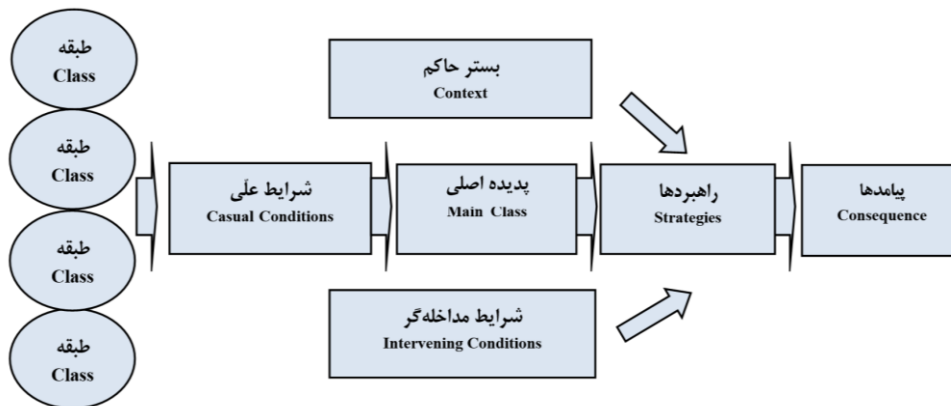 طبقه
Class
طبقه
Class
طبقه
Class
طبقه
Class
بستر حاکم
Context
شرایط علّی
Casual Conditions
پدیده اصلی
Main Class
راهبردها
Strategies
پیامدها
Consequence
شرایط مداخله‌گر
Intervening Conditions